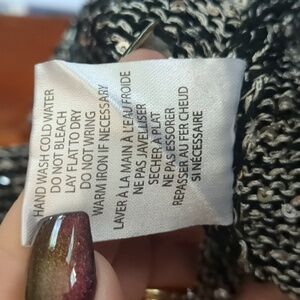 HAND WASH COLD WATER
DO NOT BLEACH
LAY FLAT TO DRY
DO NOT WRING
WARM IRON IF NECESSARY
LAVER À LA MAIN À L'EAU FROIDE
NE PAS JAVELLISER
SECHER A PLAT
NE PAS ESSORER
REPASSER AU FER CHEUD
SI NÉCESSAIRE